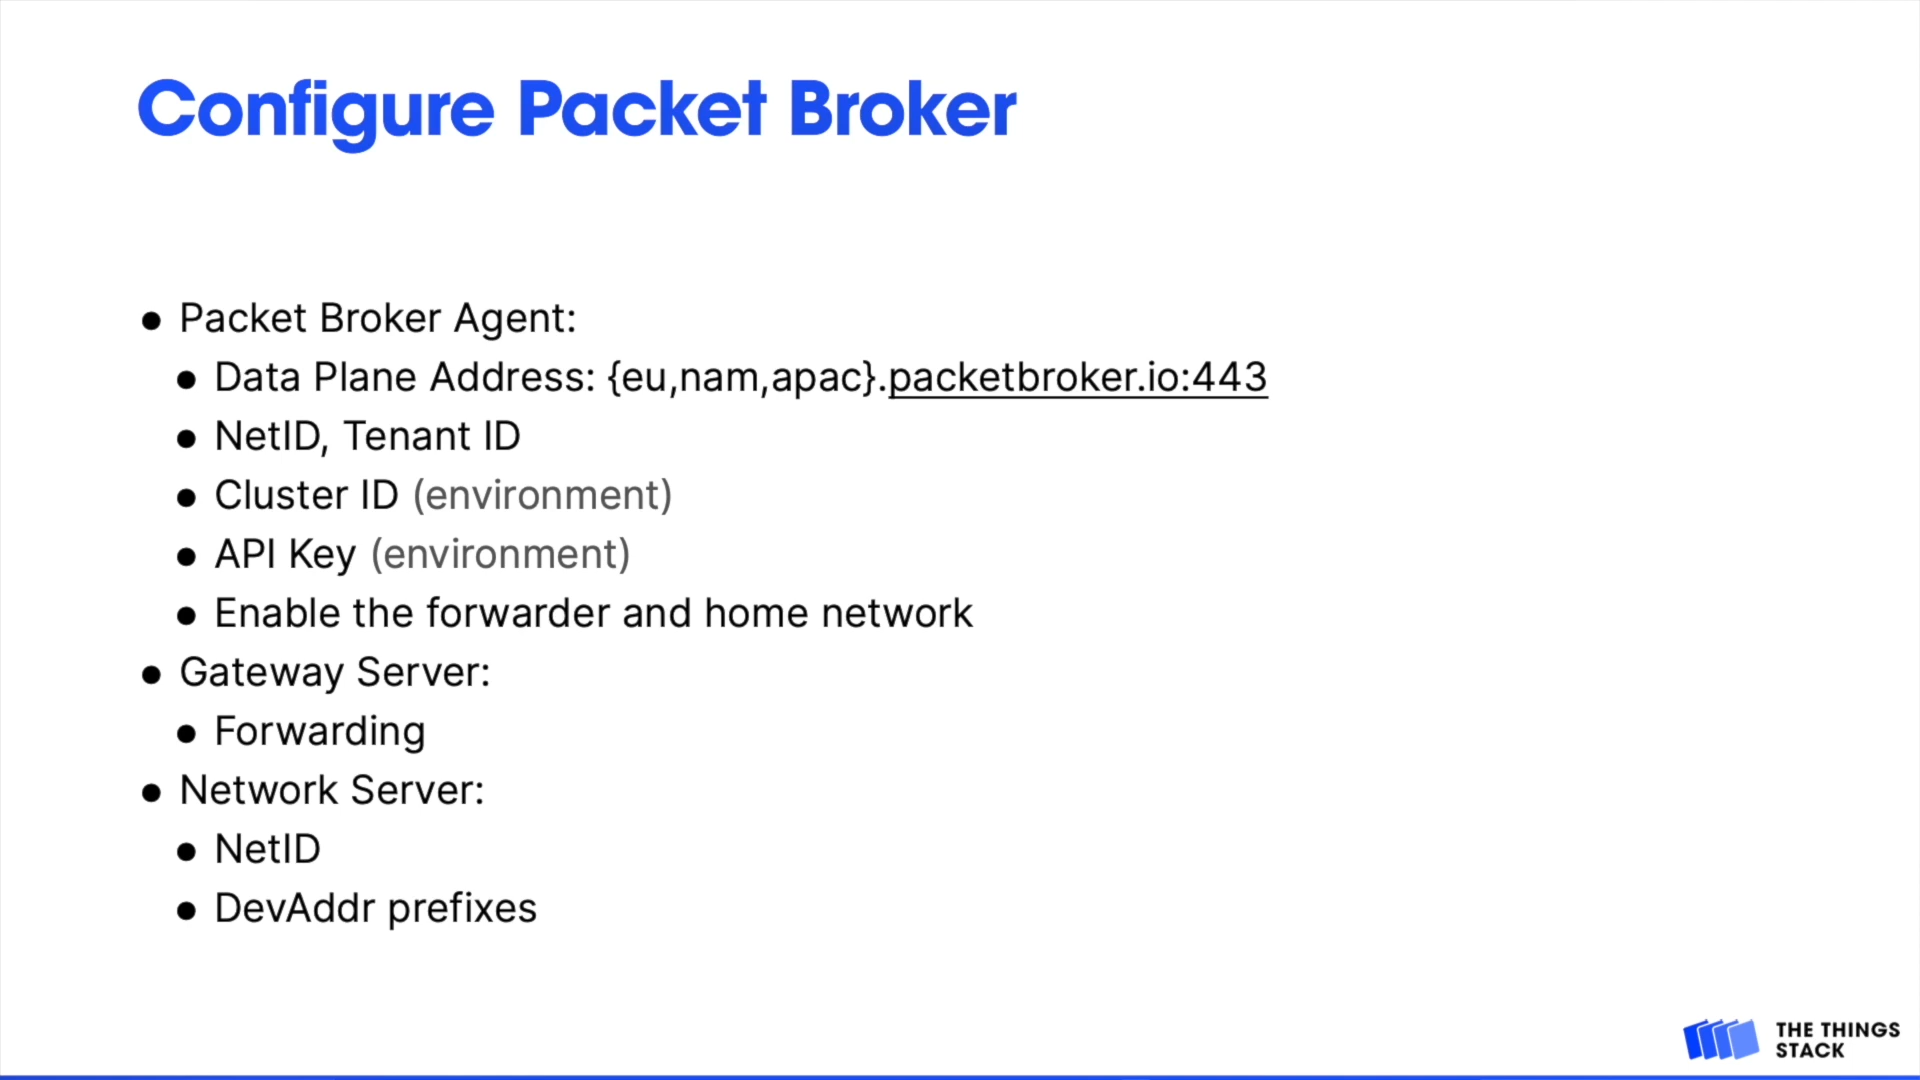 Configure Packet Broker
● Packet Broker Agent:
● Data Plane Address: {eu,nam,apac}.packetbroker.io:443
● NetID, Tenant ID
● Cluster ID (environment)
● API Key (environment)
● Enable the forwarder and home network
● Gateway Server:
● Forwarding
● Network Server:
● NetID
● DevAddr prefixes
THE THINGS
STACK